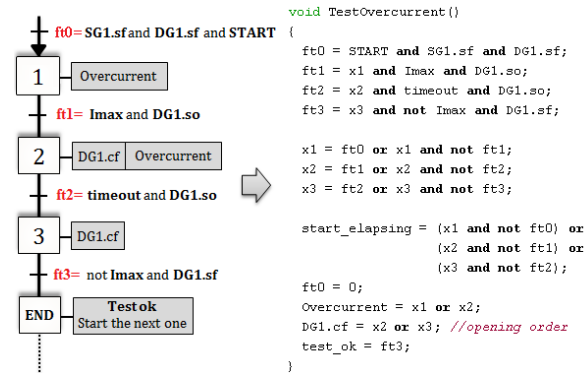 ft0= SG1.sf and DG1.sf and START
1
Overcurrent
ft1= Imax and DG1.so
2
DG1.cf
Overcurrent
ft2= timeout and DG1.so
3
DG1.cf
ft3= not Imax and DG1.sf
END
Test ok
Start the next one
void TestOvercurrent()
{
ft0 = START and SG1.sf and DG1.sf;
ft1 = x1 and Imax and DG1.so;
ft2 = x2 and timeout and DG1.so;
ft3 = x3 and not Imax and DG1.sf;
x1 = ft0 or x1 and not ft1;
x2 = ft1 or x2 and not ft2;
x3 = ft2 or x3 and not ft3;
start_elapsing = (x1 and not ft0) or
(x2 and not ft1) or
(x3 and not ft2);
ft0 = 0;
Overcurrent = x1 or x2;
DG1.cf = x2 or x3; //opening order
test_ok = ft3;
}